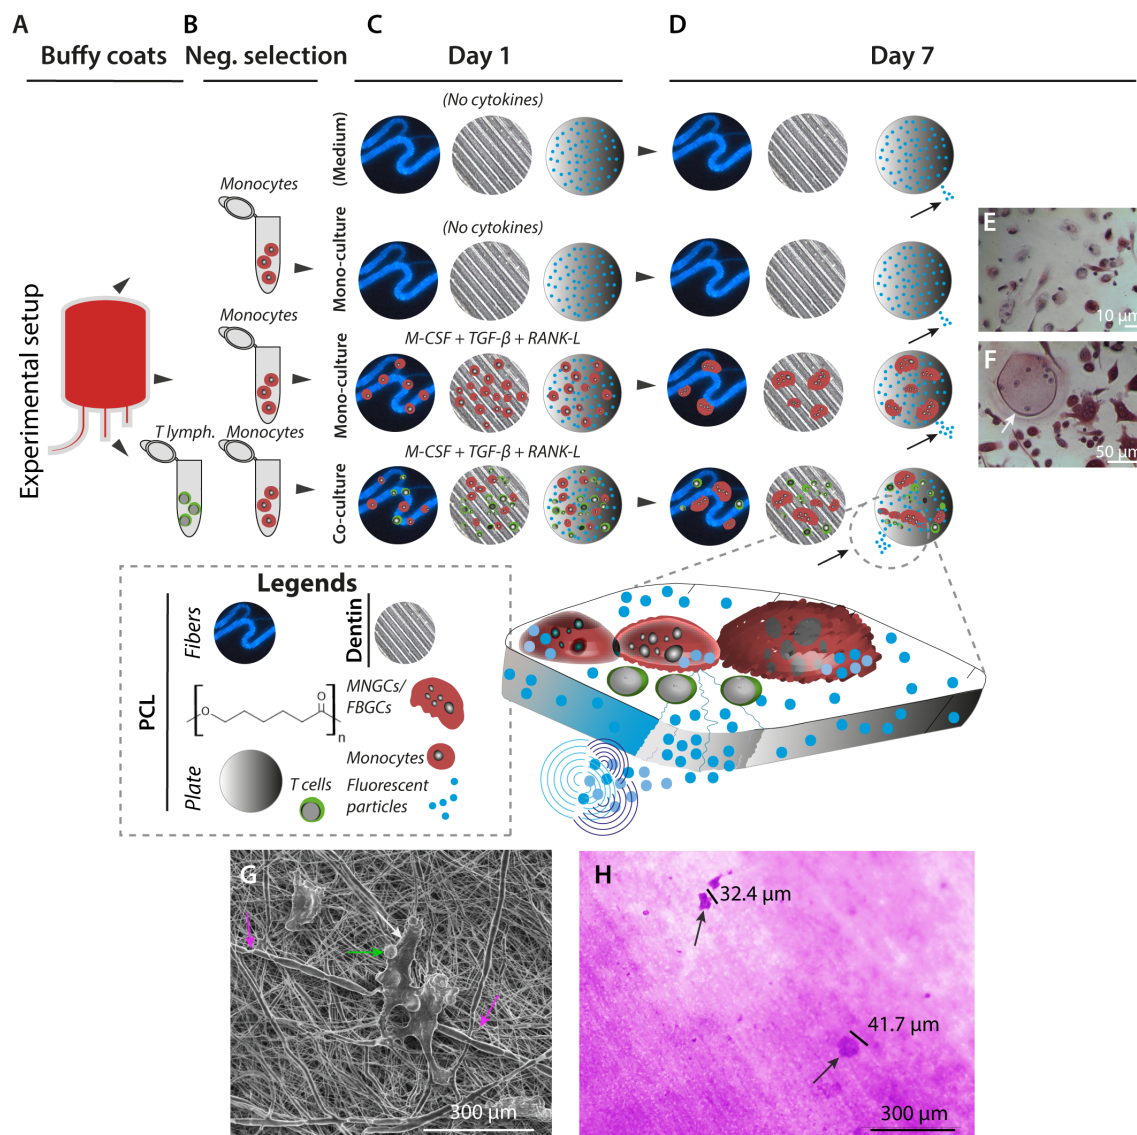 A
B
C
D
Buffy coats
Neg. selection
Day 1
Day 7
Experimental setup
(No cytokines)
(Medium)
Monocytes
(No cytokines)
Mono-culture
E
10 µm
Monocytes
M-CSF + TGF-β + RANK-L
Mono-culture
F
50 µm
T lymph.
Monocytes
M-CSF + TGF-β + RANK-L
Co-culture
Legends
PCL
Fibers
Dentin
O
O
n
MNGCs/
FBGCs
Monocytes
Plate
T cells
Fluorescent
particles
G
300 µm
H
32.4 µm
41.7 µm
300 µm